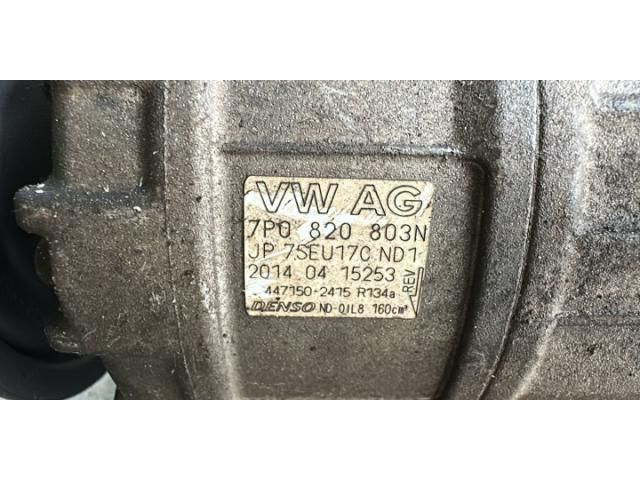 VW AG
7P0 820 803N
JP 7SEU17C ND1
2014 04 15253
447150-2415 R134a
REV
DENSO ND-OIL8 160cm³